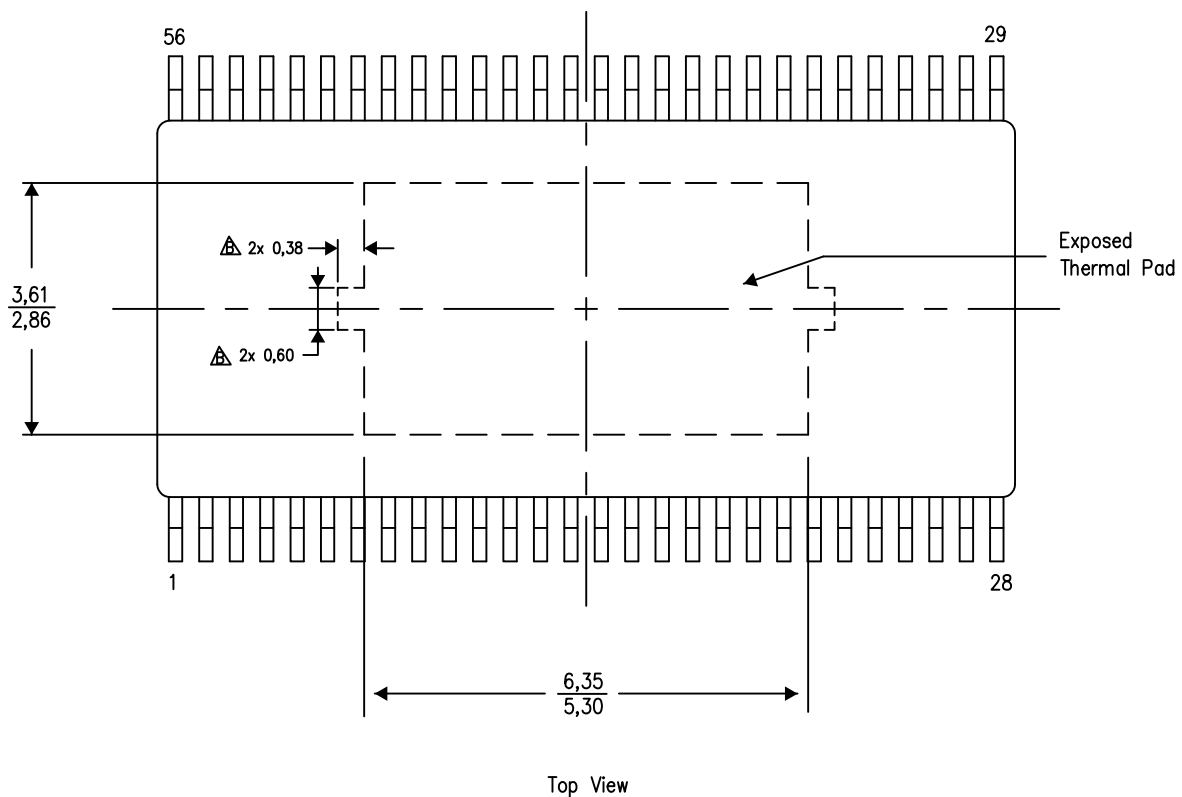 56
29
B 2x 0,38
Exposed
Thermal Pad
3,61
2,86
B 2x 0,60
1
28
6,35
5,30
Top View